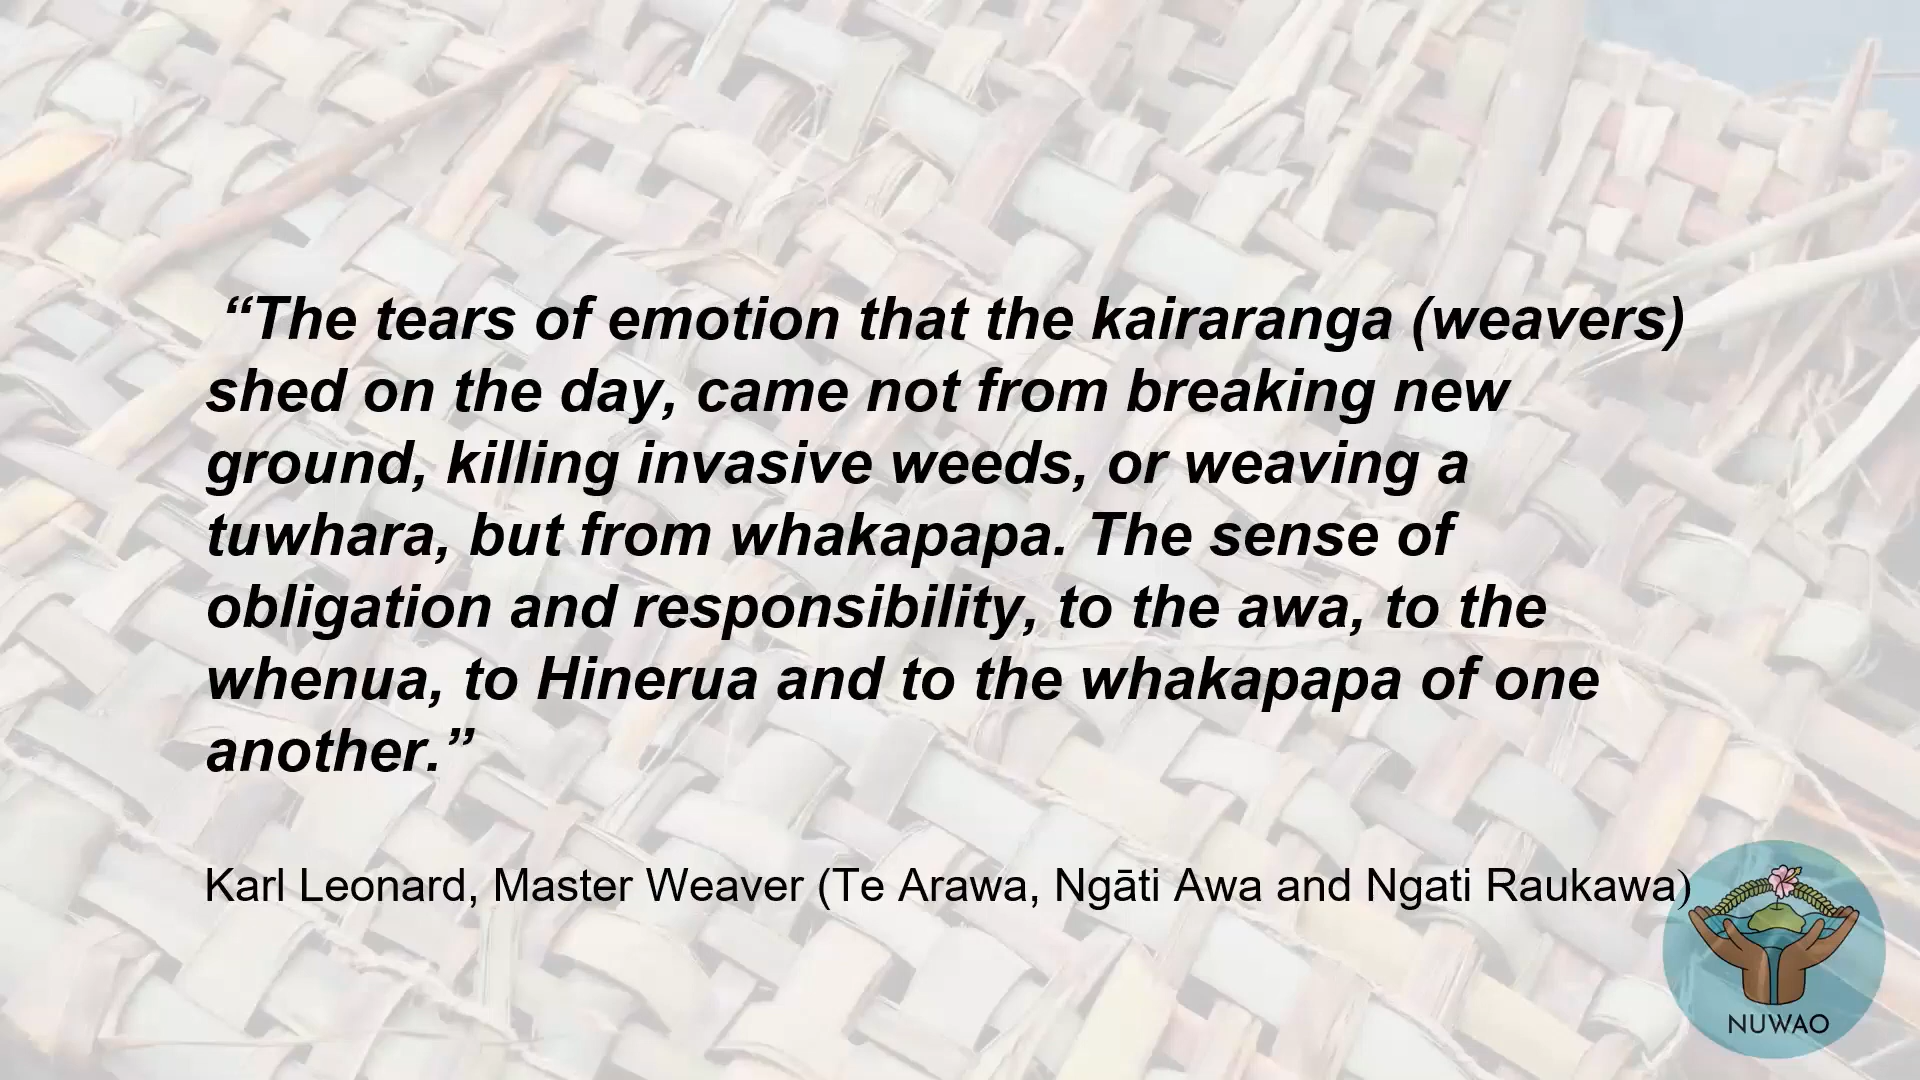 “The tears of emotion that the kairaranga (weavers)
shed on the day, came not from breaking new
ground, killing invasive weeds, or weaving a
tuwhara, but from whakapapa. The sense of
obligation and responsibility, to the awa, to the
whenua, to Hinerua and to the whakapapa of one
another.”
Karl Leonard, Master Weaver (Te Arawa, Ngāti Awa and Ngati Raukawa)
NUWAO